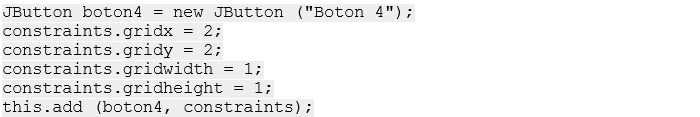 JButton boton4 = new JButton ("Boton 4");
constraints.gridx = 2;
constraints.gridy = 2;
constraints.gridwidth = 1;
constraints.gridheight = 1;
this.add (boton4, constraints);